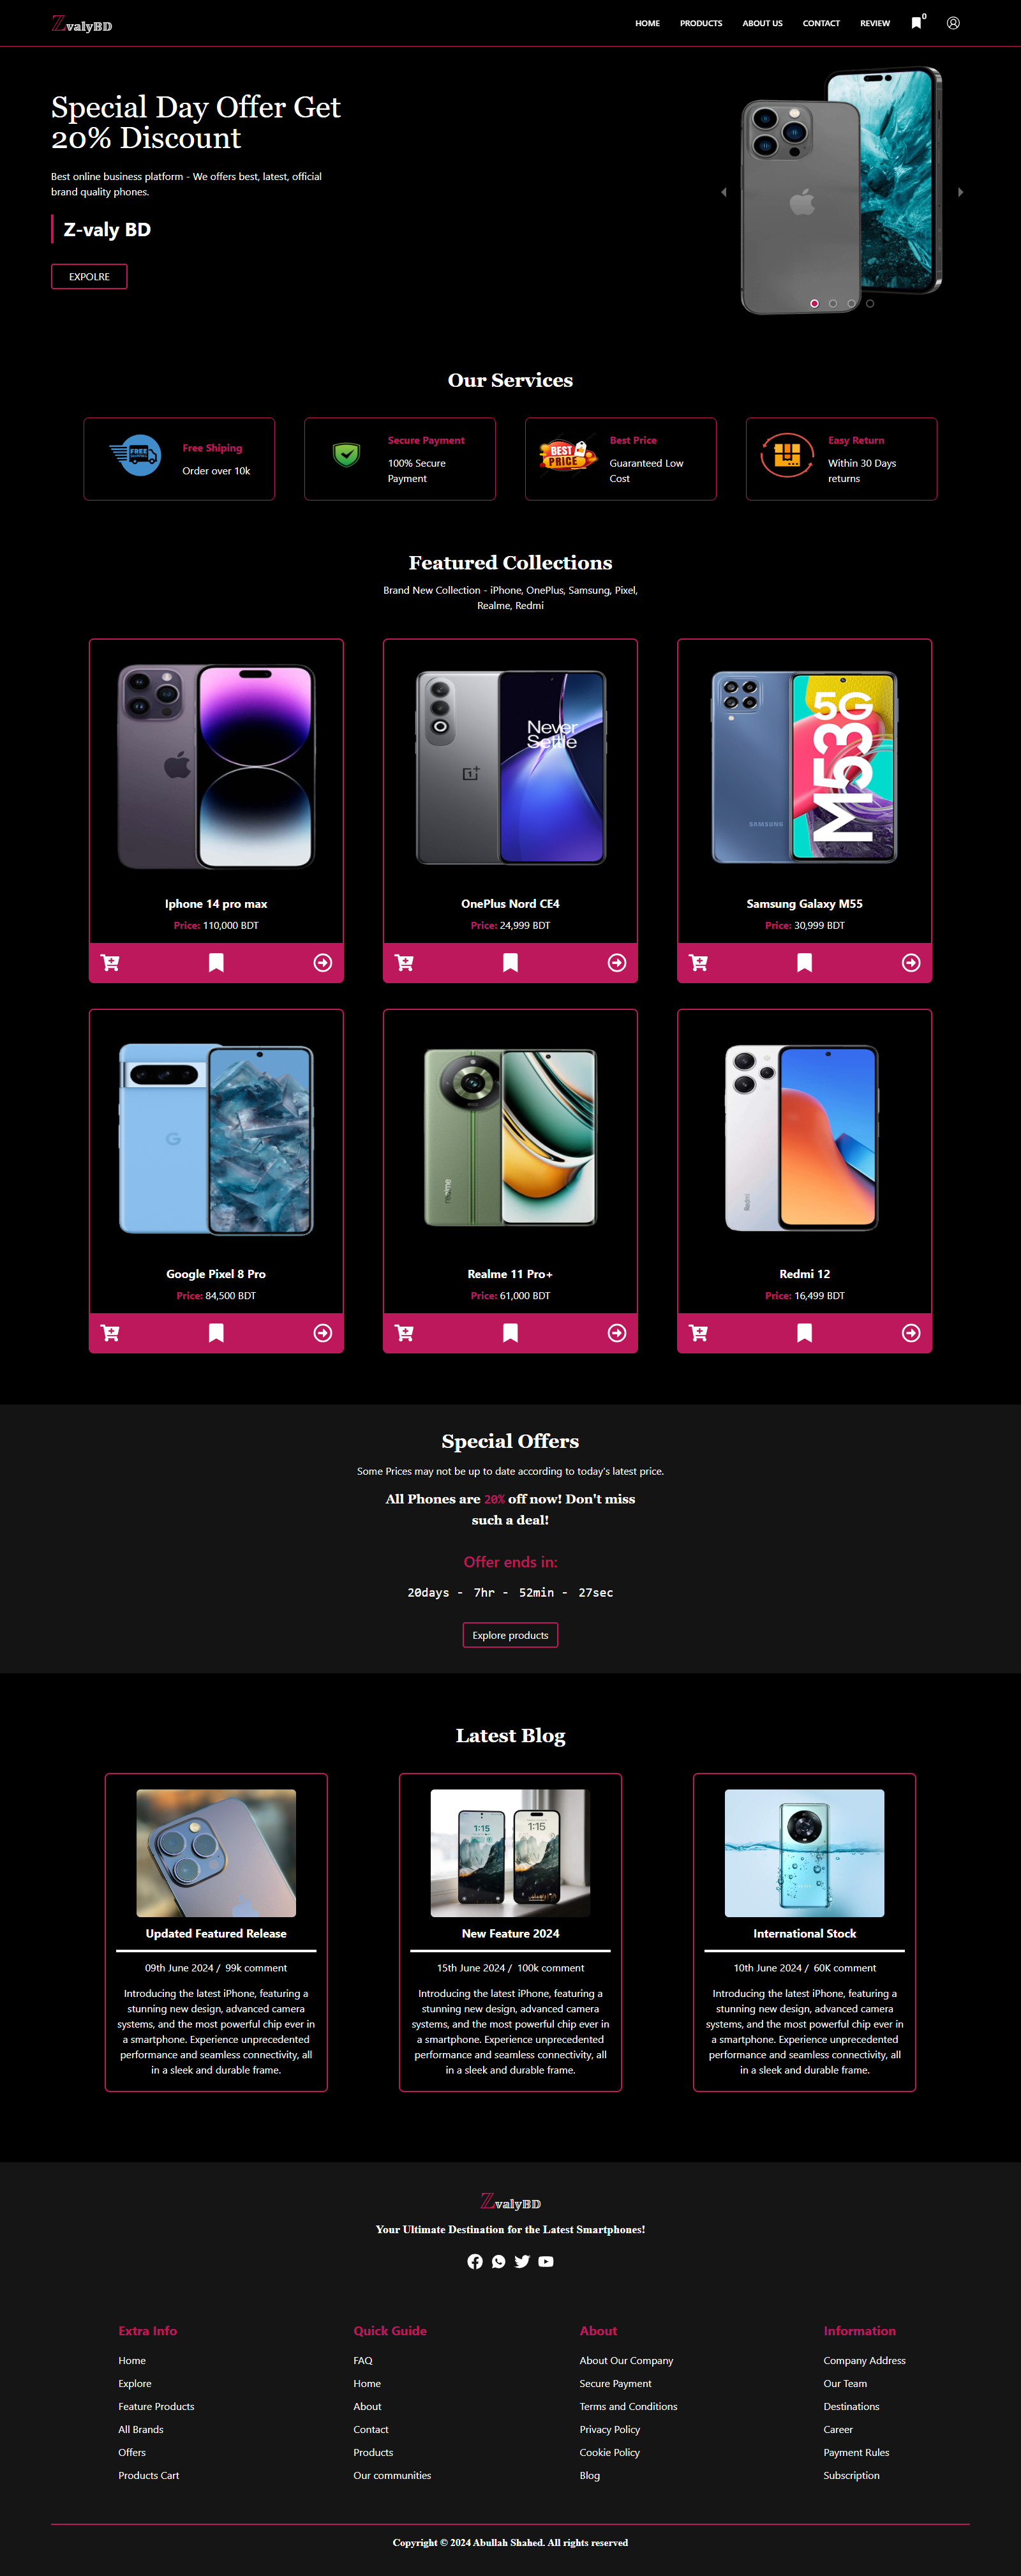 ZvalyBD
HOME
PRODUCTS
ABOUT US
CONTACT
REVIEW
0
Special Day Offer Get
20% Discount
Best online business platform - We offers best, latest, official
brand quality phones.
Z-valy BD
EXPOLRE
Our Services
FREE
Free Shiping
Order over 10k
Secure Payment
100% Secure
Payment
BEST
PRICE
Best Price
Guaranteed Low
Cost
Easy Return
Within 30 Days
returns
Featured Collections
Brand New Collection - iPhone, OnePlus, Samsung, Pixel,
Realme, Redmi
Iphone 14 pro max
Price: 110,000 BDT
Never
Settle
OnePlus Nord CE4
Price: 24,999 BDT
SAMSUNG
M53 5G
Samsung Galaxy M55
Price: 30,999 BDT
G
Google Pixel 8 Pro
Price: 84,500 BDT
realme
Realme 11 Pro+
Price: 61,000 BDT
Redmi
Redmi 12
Price: 16,499 BDT
Special Offers
Some Prices may not be up to date according to today's latest price.
All Phones are 20% off now! Don't miss
such a deal!
Offer ends in:
20days - 7hr - 52min - 27sec
Explore products
Latest Blog
Updated Featured Release
09th June 2024 / 99k comment
Introducing the latest iPhone, featuring a
stunning new design, advanced camera
systems, and the most powerful chip ever in
a smartphone. Experience unprecedented
performance and seamless connectivity, all
in a sleek and durable frame.
1:15
1:15
New Feature 2024
15th June 2024 / 100k comment
Introducing the latest iPhone, featuring a
stunning new design, advanced camera
systems, and the most powerful chip ever in
a smartphone. Experience unprecedented
performance and seamless connectivity, all
in a sleek and durable frame.
International Stock
10th June 2024 / 60K comment
Introducing the latest iPhone, featuring a
stunning new design, advanced camera
systems, and the most powerful chip ever in
a smartphone. Experience unprecedented
performance and seamless connectivity, all
in a sleek and durable frame.
ZvalyBD
Your Ultimate Destination for the Latest Smartphones!
Extra Info
Home
Explore
Feature Products
All Brands
Offers
Products Cart
Quick Guide
FAQ
Home
About
Contact
Products
Our communities
About
About Our Company
Secure Payment
Terms and Conditions
Privacy Policy
Cookie Policy
Blog
Information
Company Address
Our Team
Destinations
Career
Payment Rules
Subscription
Copyright © 2024 Abullah Shahed. All rights reserved